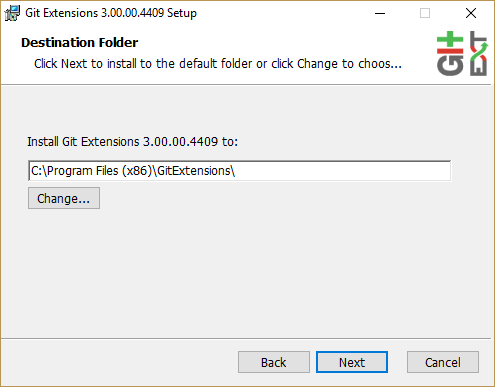 Git Extensions 3.00.00.4409 Setup
Destination Folder
Click Next to install to the default folder or click Change to choos...
GIt
EXt
Install Git Extensions 3.00.00.4409 to:
C:\Program Files (x86)\GitExtensions\
Change...
Back
Next
Cancel